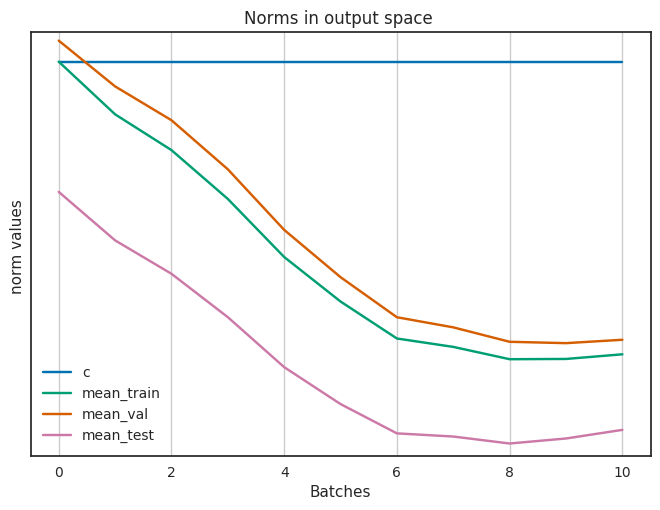 Norms in output space
norm values
c
mean_train
mean_val
mean_test
0 2 4 6 8 10
Batches